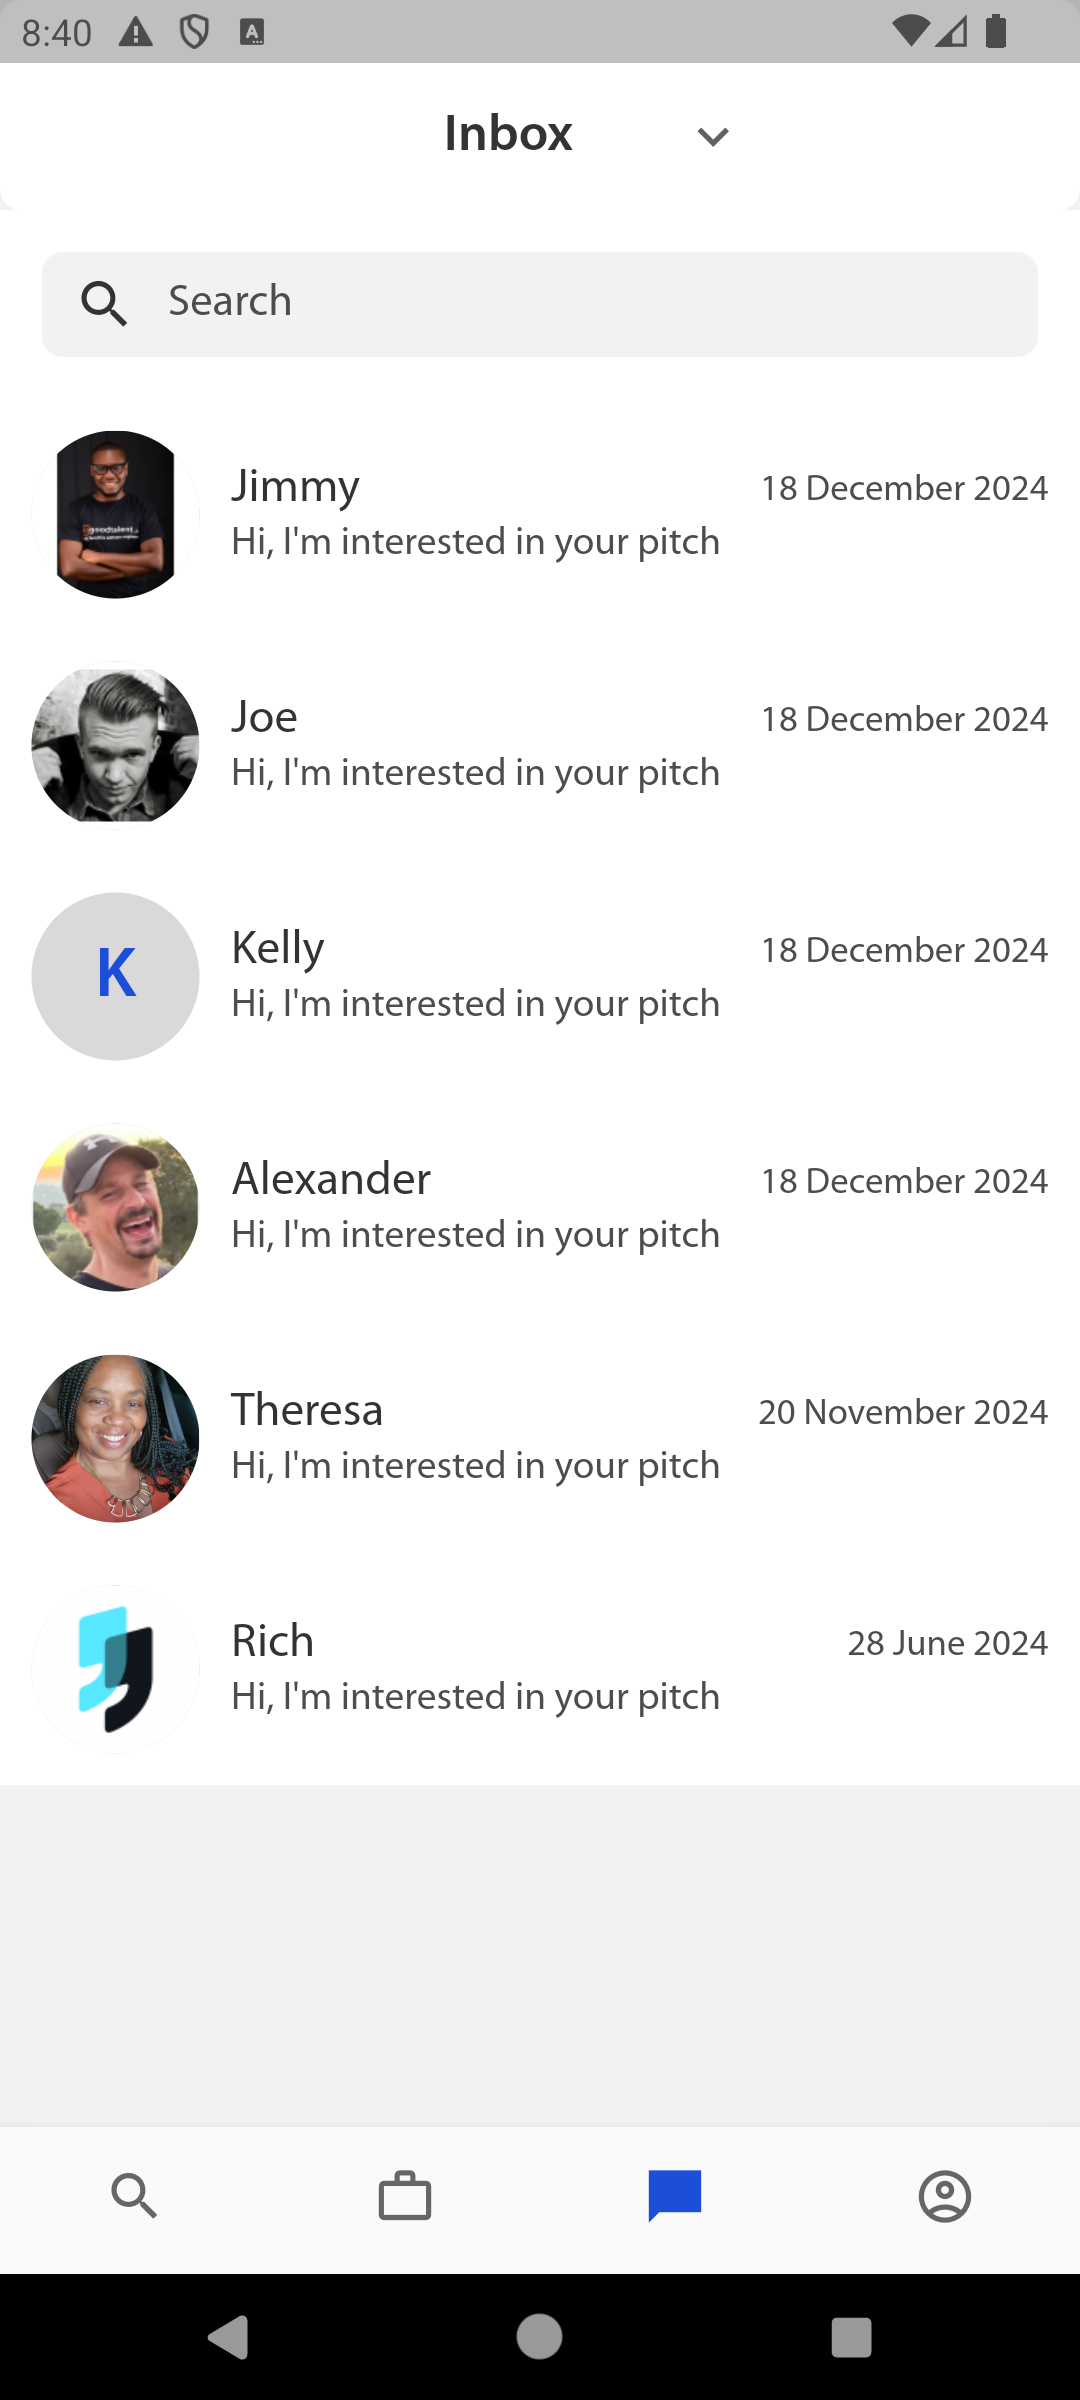 8:40
Inbox
Search
Jimmy 18 December 2024
Hi, I'm interested in your pitch
Joe 18 December 2024
Hi, I'm interested in your pitch
K
Kelly 18 December 2024
Hi, I'm interested in your pitch
Alexander 18 December 2024
Hi, I'm interested in your pitch
Theresa 20 November 2024
Hi, I'm interested in your pitch
Rich 28 June 2024
Hi, I'm interested in your pitch